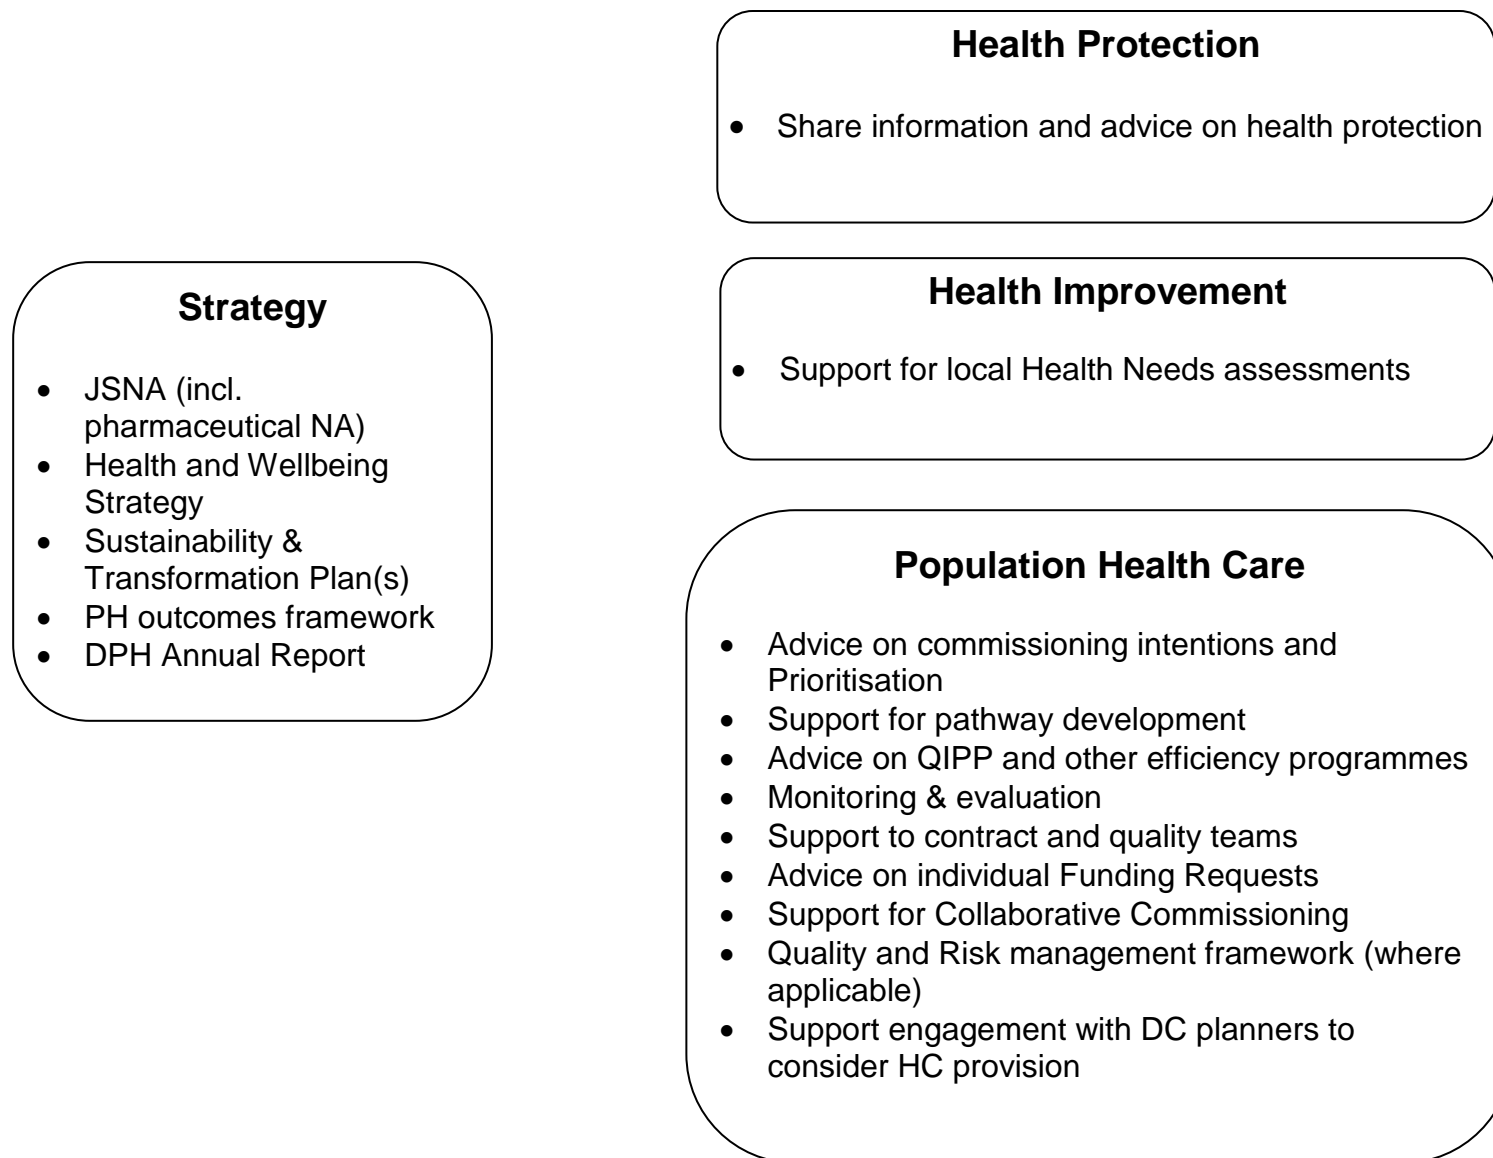 Health Protection
• Share information and advice on health protection
Strategy
• JSNA (incl.
pharmaceutical NA)
• Health and Wellbeing
Strategy
• Sustainability &
Transformation Plan(s)
• PH outcomes framework
• DPH Annual Report
Health Improvement
• Support for local Health Needs assessments
Population Health Care
• Advice on commissioning intentions and
Prioritisation
• Support for pathway development
• Advice on QIPP and other efficiency programmes
• Monitoring & evaluation
• Support to contract and quality teams
• Advice on individual Funding Requests
• Support for Collaborative Commissioning
• Quality and Risk management framework (where
applicable)
• Support engagement with DC planners to
consider HC provision